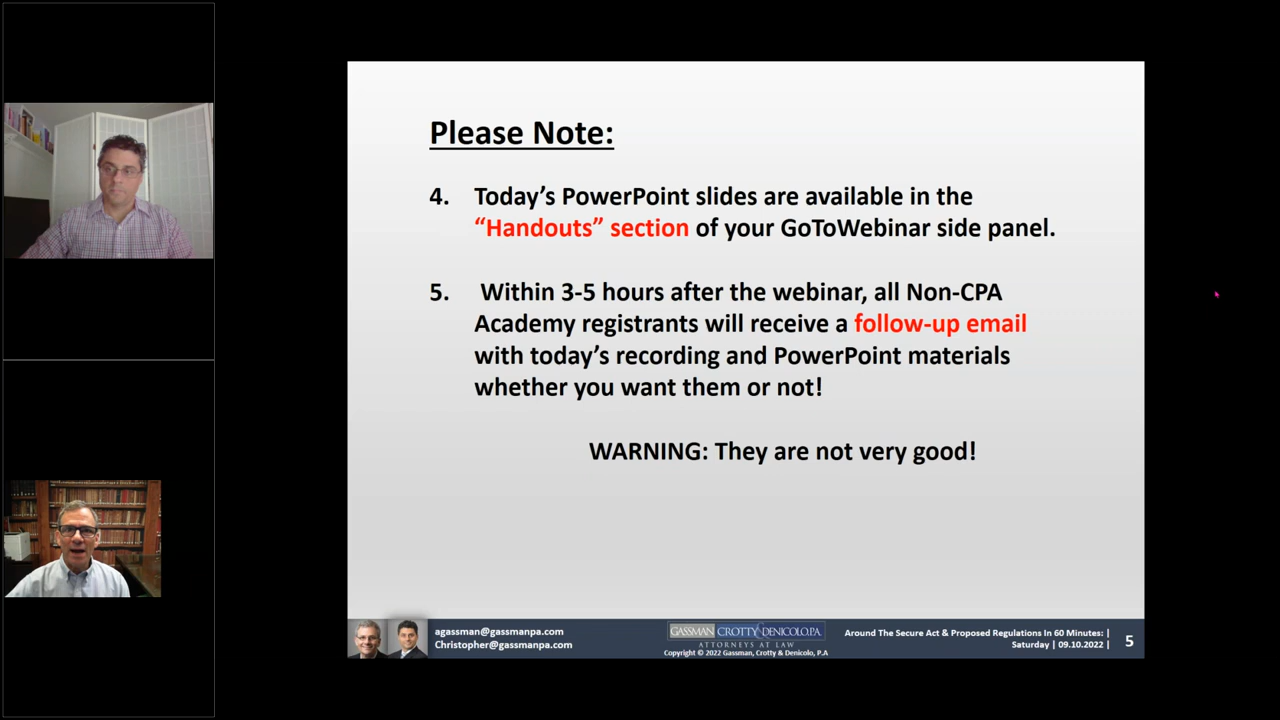 Please Note:
4. Today’s PowerPoint slides are available in the
“Handouts” section of your GoToWebinar side panel.
5. Within 3-5 hours after the webinar, all Non-CPA
Academy registrants will receive a follow-up email
with today’s recording and PowerPoint materials
whether you want them or not!
WARNING: They are not very good!
agassman@gassmanpa.com
Christopher@gassmanpa.com
GASSMAN CROTTY & DENICOLO, P.A.
ATTORNEYS AT LAW
Copyright © 2022 Gassman, Crotty & Denicolo, P.A
Around The Secure Act & Proposed Regulations In 60 Minutes: |
Saturday | 09.10.2022 |
5